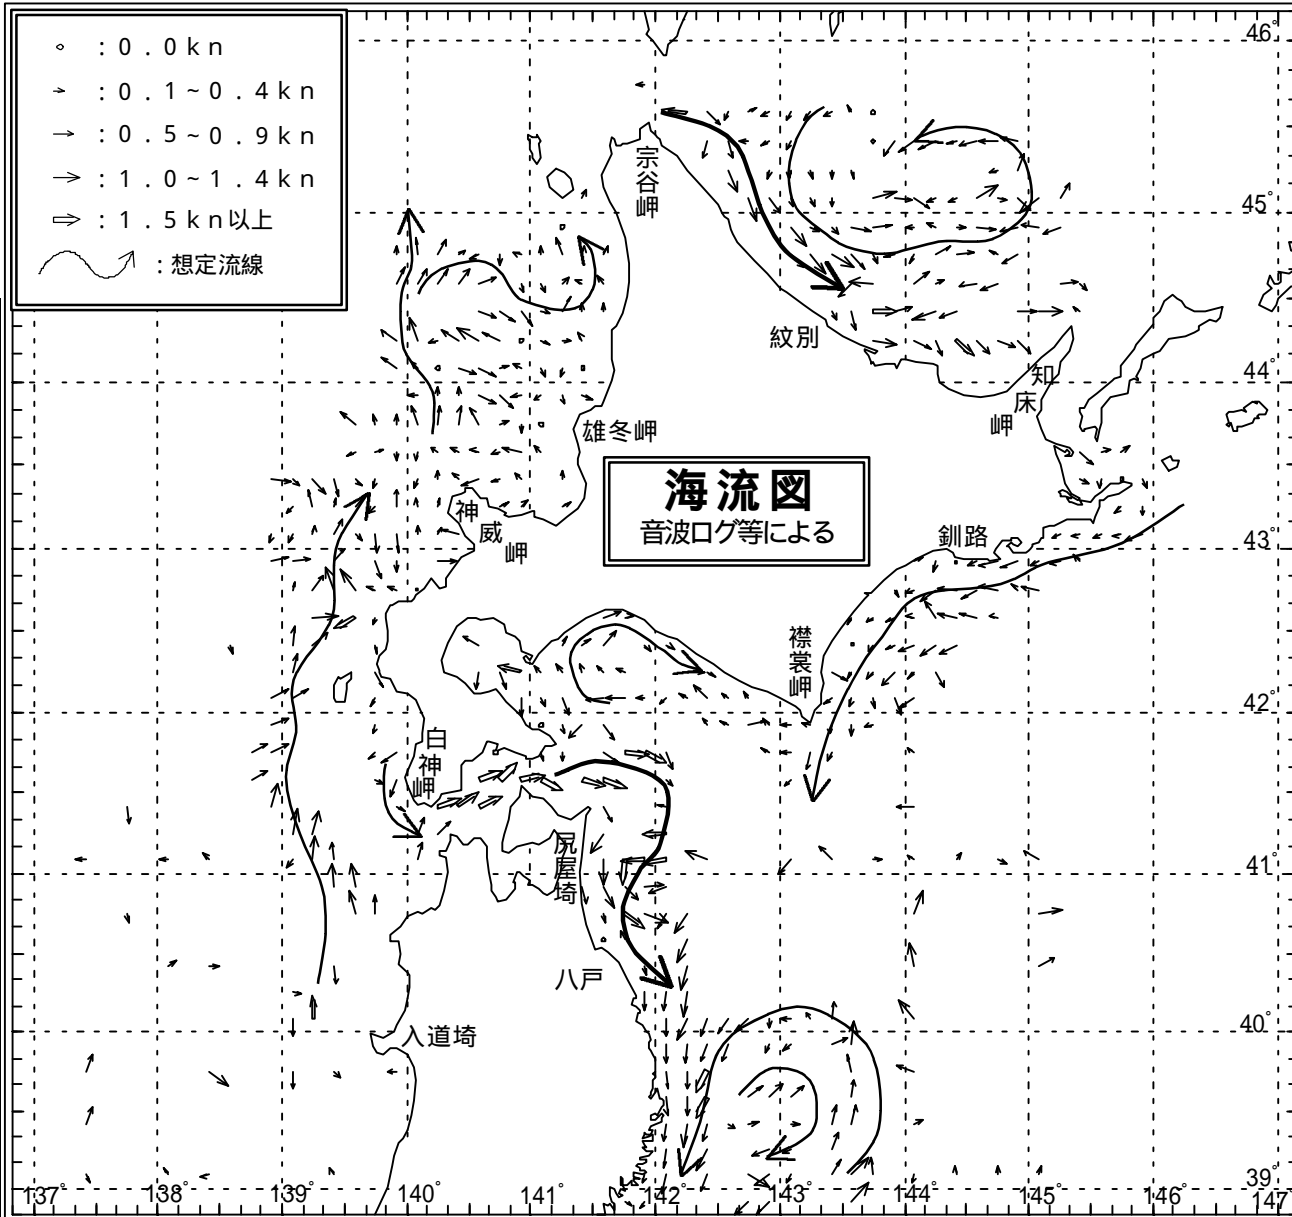 : 0.0kn
: 0.1~0.4kn
: 0.5~0.9kn
: 1.0~1.4kn
: 1.5kn以上
: 想定流線
46°
45°
44°
43°
42°
41°
40°
39°
宗谷岬
紋別
知床岬
雄冬岬
海流図
音波ログ等による
神威岬
釧路
襟裳岬
白神岬
尻屋埼
八戸
入道埼
137°
138°
139°
140°
141°
142°
143°
144°
145°
146°
147